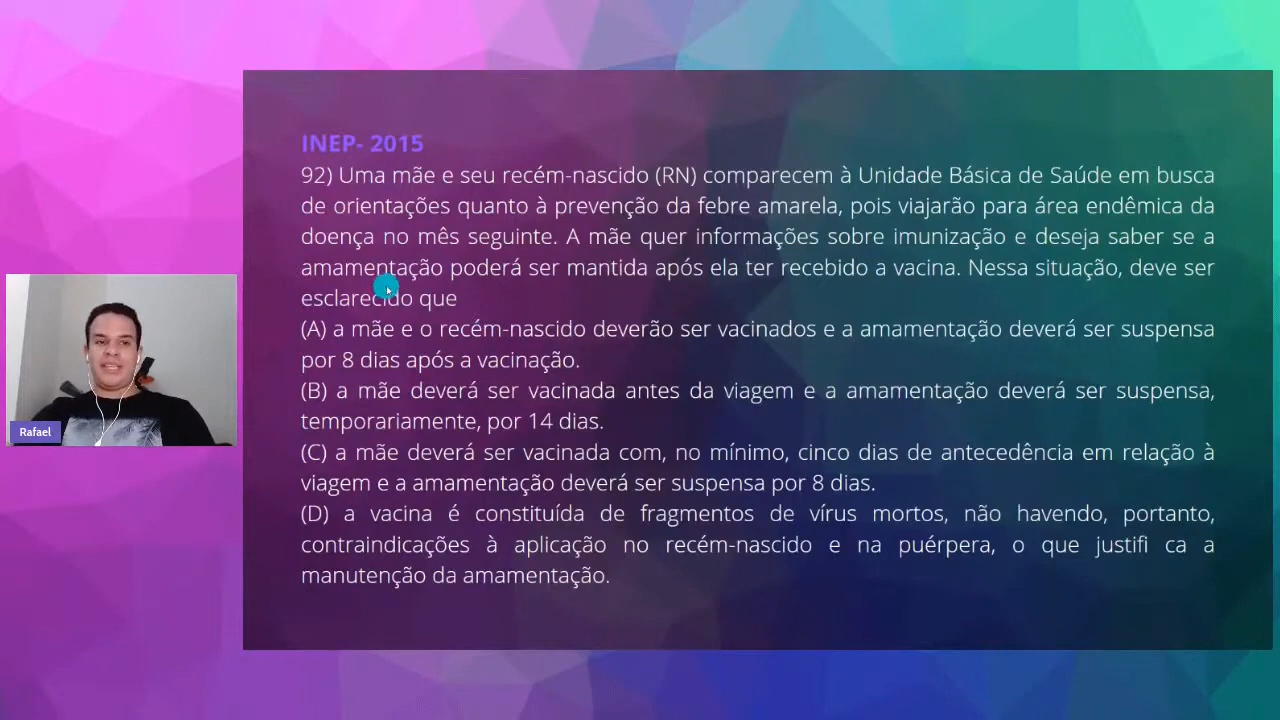 INEP- 2015
92) Uma mãe e seu recém-nascido (RN) comparecem à Unidade Básica de Saúde em busca
de orientações quanto à prevenção da febre amarela, pois viajarão para área endêmica da
doença no mês seguinte. A mãe quer informações sobre imunização e deseja saber se a
amamentação poderá ser mantida após ela ter recebido a vacina. Nessa situação, deve ser
esclarecido que
(A) a mãe e o recém-nascido deverão ser vacinados e a amamentação deverá ser suspensa
por 8 dias após a vacinação.
(B) a mãe deverá ser vacinada antes da viagem e a amamentação deverá ser suspensa,
temporariamente, por 14 dias.
(C) a mãe deverá ser vacinada com, no mínimo, cinco dias de antecedência em relação à
viagem e a amamentação deverá ser suspensa por 8 dias.
(D) a vacina é constituída de fragmentos de vírus mortos, não havendo, portanto,
contraindicações à aplicação no recém-nascido e na puérpera, o que justifi ca a
manutenção da amamentação.
Rafael